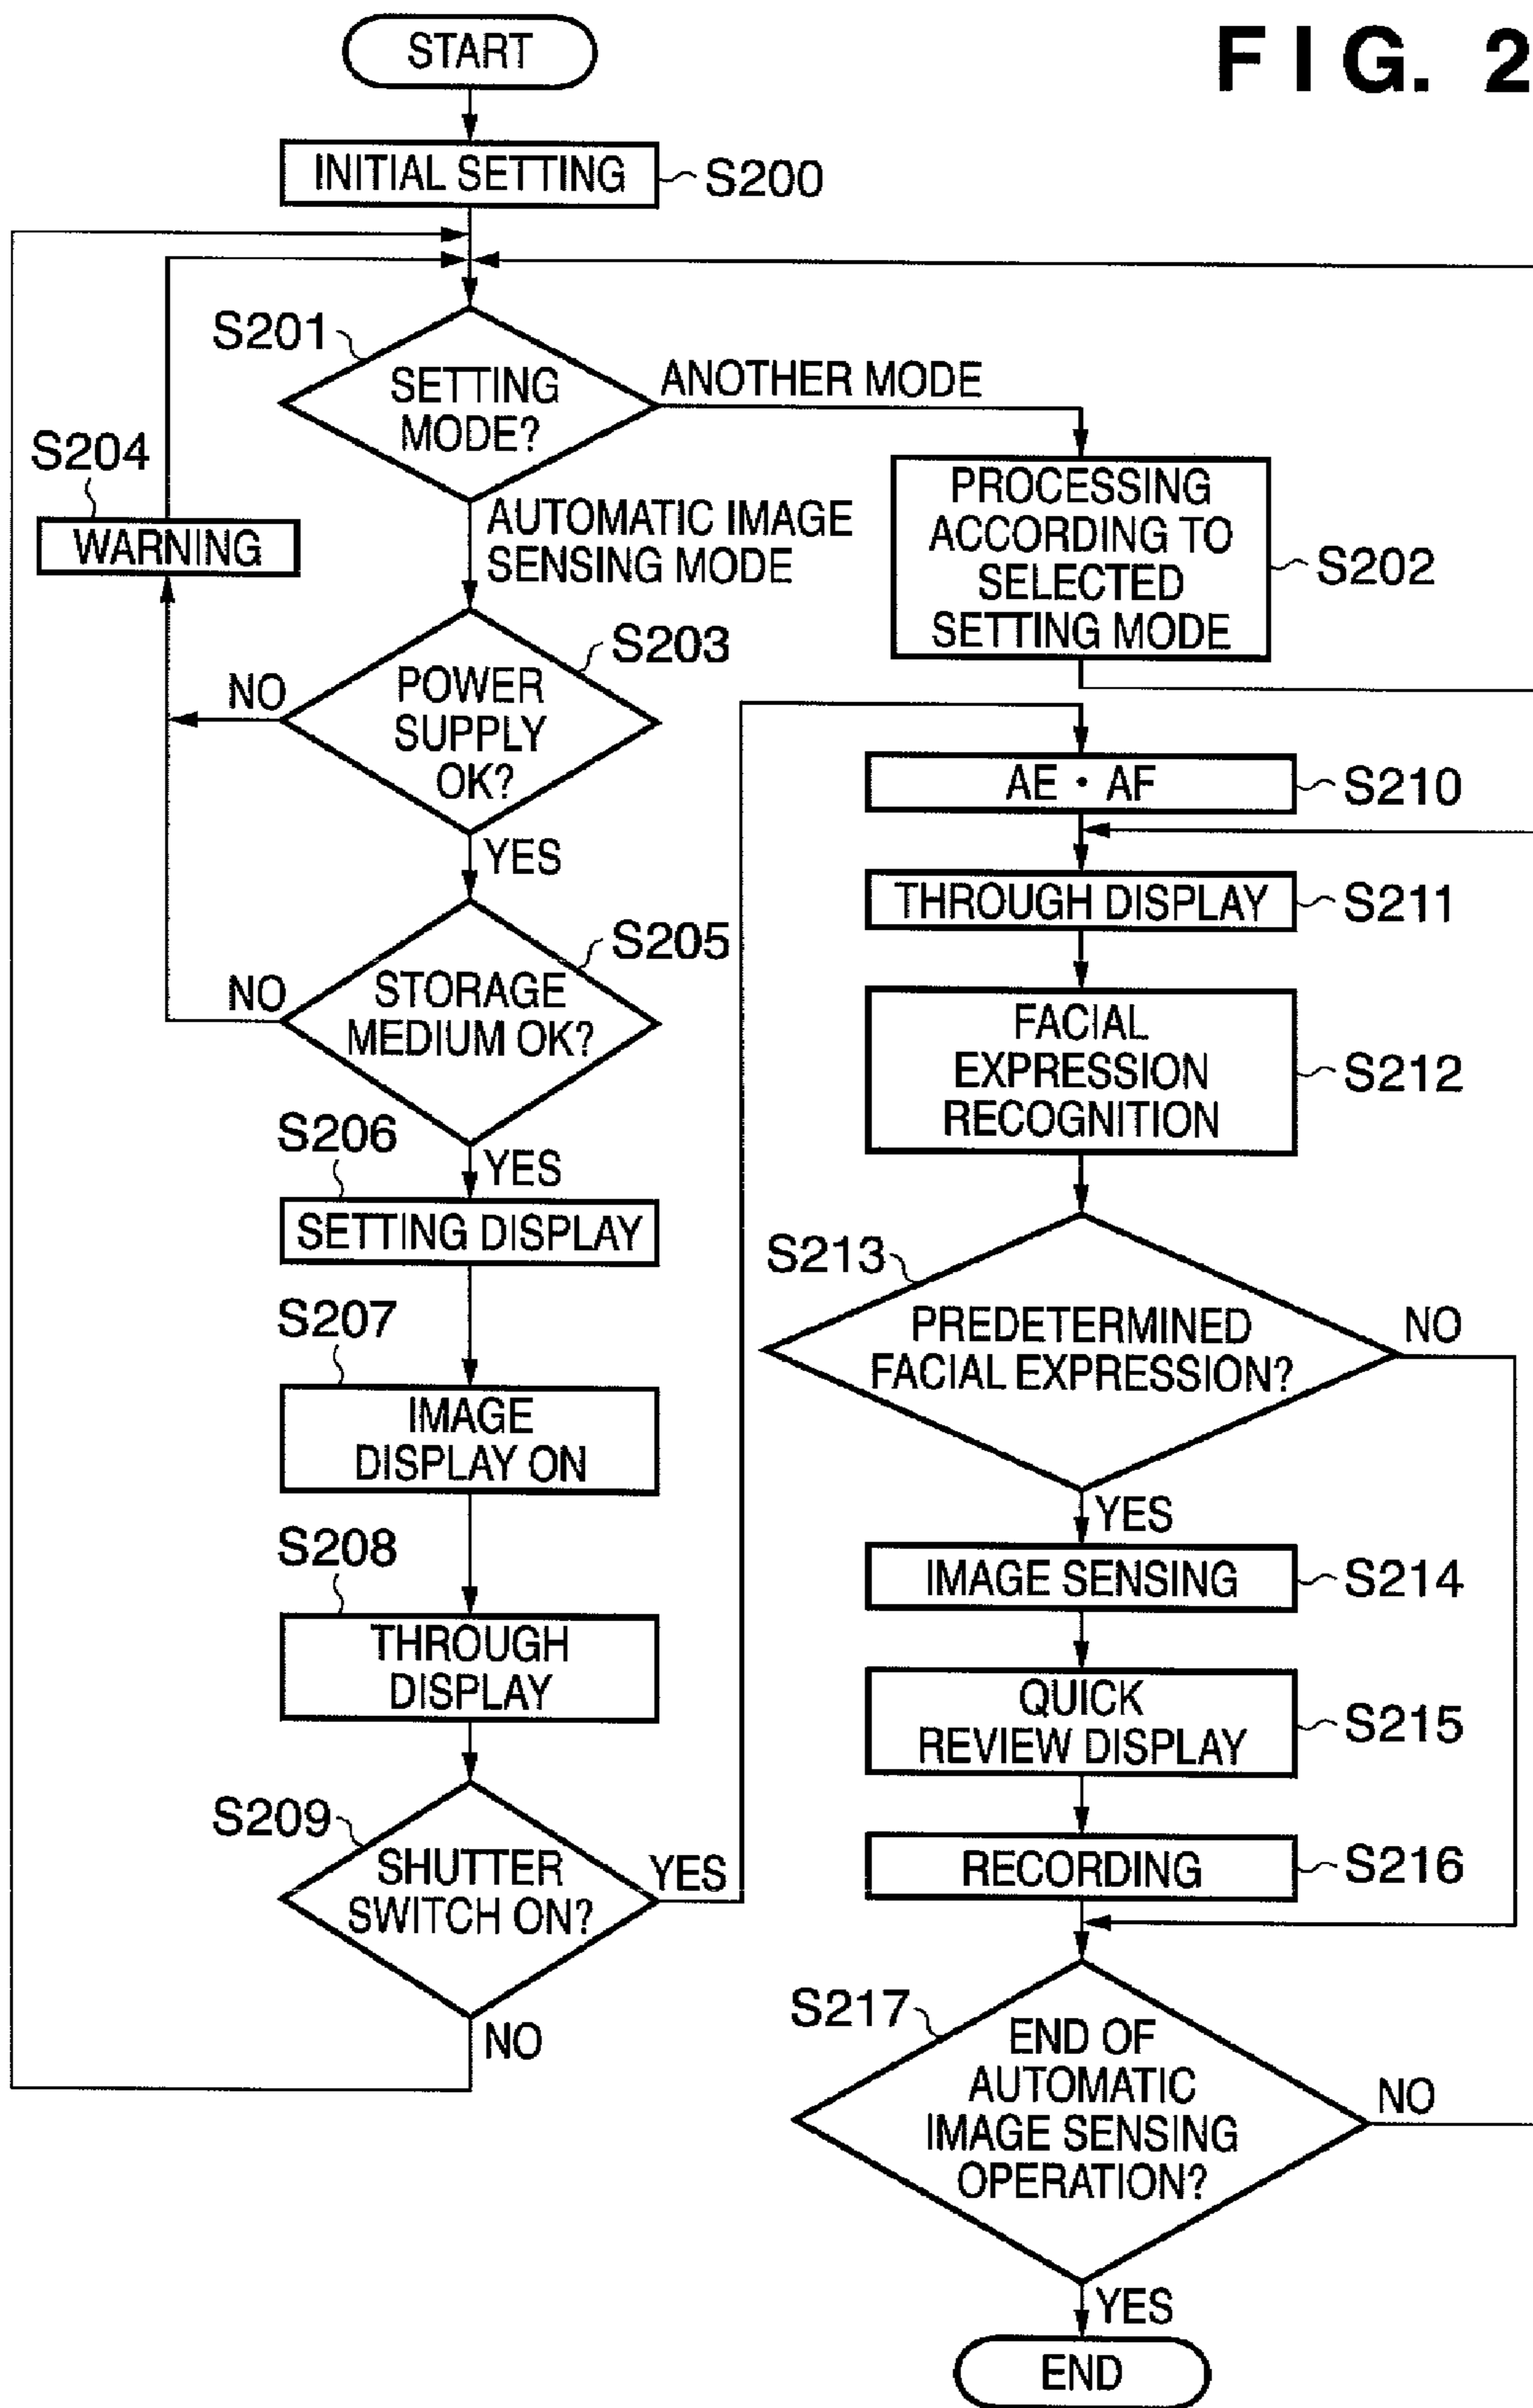 FIG. 2
START
INITIAL SETTING
S200
S201
SETTING
MODE?
ANOTHER MODE
S204
WARNING
AUTOMATIC IMAGE
SENSING MODE
PROCESSING
ACCORDING TO
SELECTED
SETTING MODE
S202
S203
NO
POWER
SUPPLY
OK?
YES
S205
NO
STORAGE
MEDIUM OK?
YES
S206
SETTING DISPLAY
S207
IMAGE
DISPLAY ON
S208
THROUGH
DISPLAY
S209
SHUTTER
SWITCH ON?
YES
NO
AE · AF
S210
THROUGH DISPLAY
S211
FACIAL
EXPRESSION
RECOGNITION
S212
S213
PREDETERMINED
FACIAL EXPRESSION?
NO
YES
IMAGE SENSING
S214
QUICK
REVIEW DISPLAY
S215
RECORDING
S216
S217
END OF
AUTOMATIC
IMAGE SENSING
OPERATION?
NO
YES
END